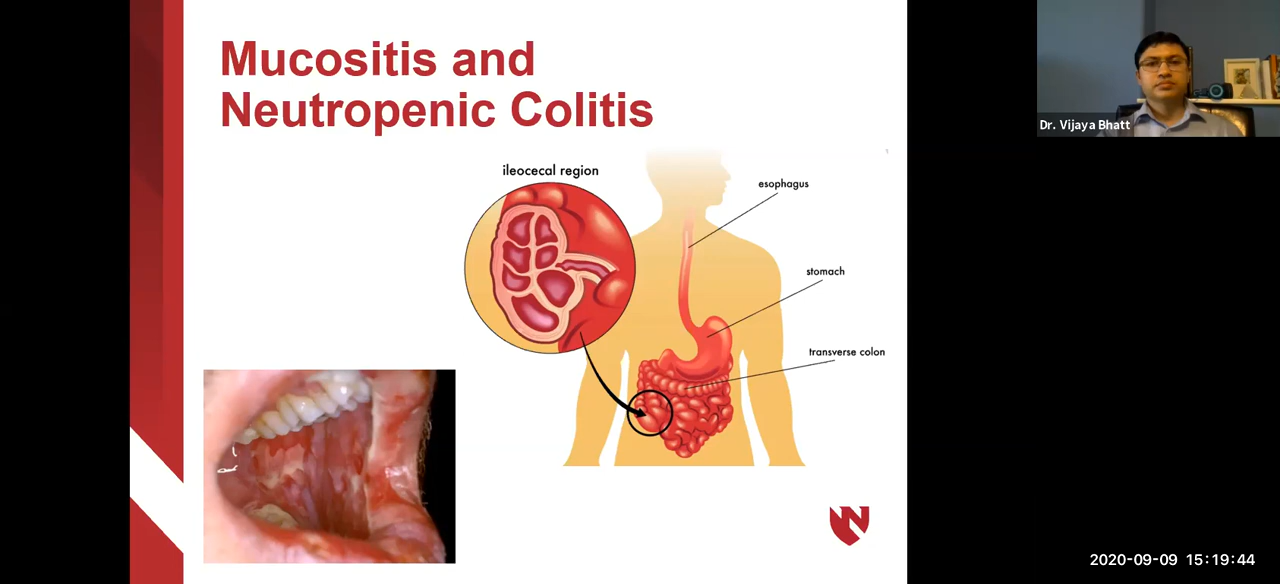 Mucositis and
Neutropenic Colitis
ileocecal region
esophagus
stomach
transverse colon
Dr. Vijaya Bhatt
N
2020-09-09 15:19:44